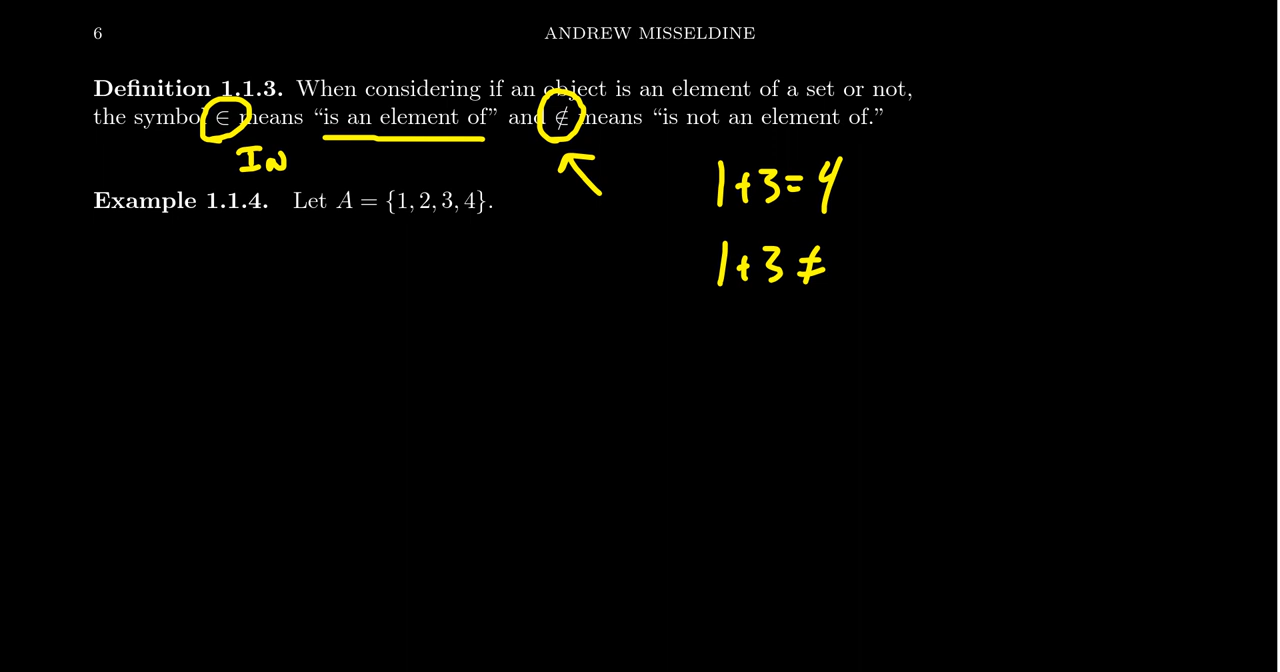 6 ANDREW MISSELDINE
Definition 1.1.3. When considering if an object is an element of a set or not,
the symbol ∈ means “is an element of” and ∉ means “is not an element of.”
IN
1+3=4
Example 1.1.4. Let A = {1, 2, 3, 4}.
1+3≠